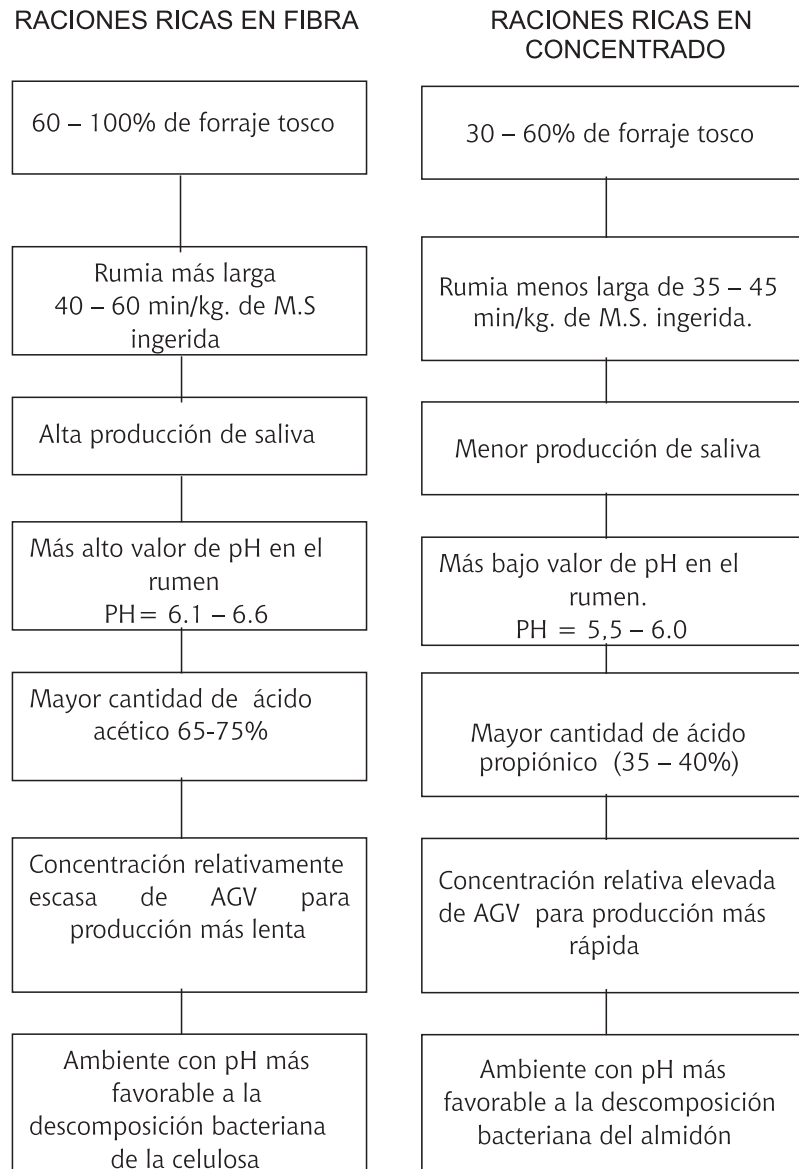 RACIONES RICAS EN FIBRA
60 – 100% de forraje tosco
Rumia más larga
40 – 60 min/kg. de M.S
ingerida
Alta producción de saliva
Más alto valor de pH en el
rumen
PH= 6.1 – 6.6
Mayor cantidad de ácido
acético 65-75%
Concentración relativamente
escasa de AGV para
producción más lenta
Ambiente con pH más
favorable a la
descomposición bacteriana
de la celulosa
RACIONES RICAS EN
CONCENTRADO
30 – 60% de forraje tosco
Rumia menos larga de 35 – 45
min/kg. de M.S. ingerida.
Menor producción de saliva
Más bajo valor de pH en el
rumen.
PH = 5,5 – 6.0
Mayor cantidad de ácido
propiónico (35 – 40%)
Concentración relativa elevada
de AGV para producción más
rápida
Ambiente con pH más
favorable a la descomposición
bacteriana del almidón